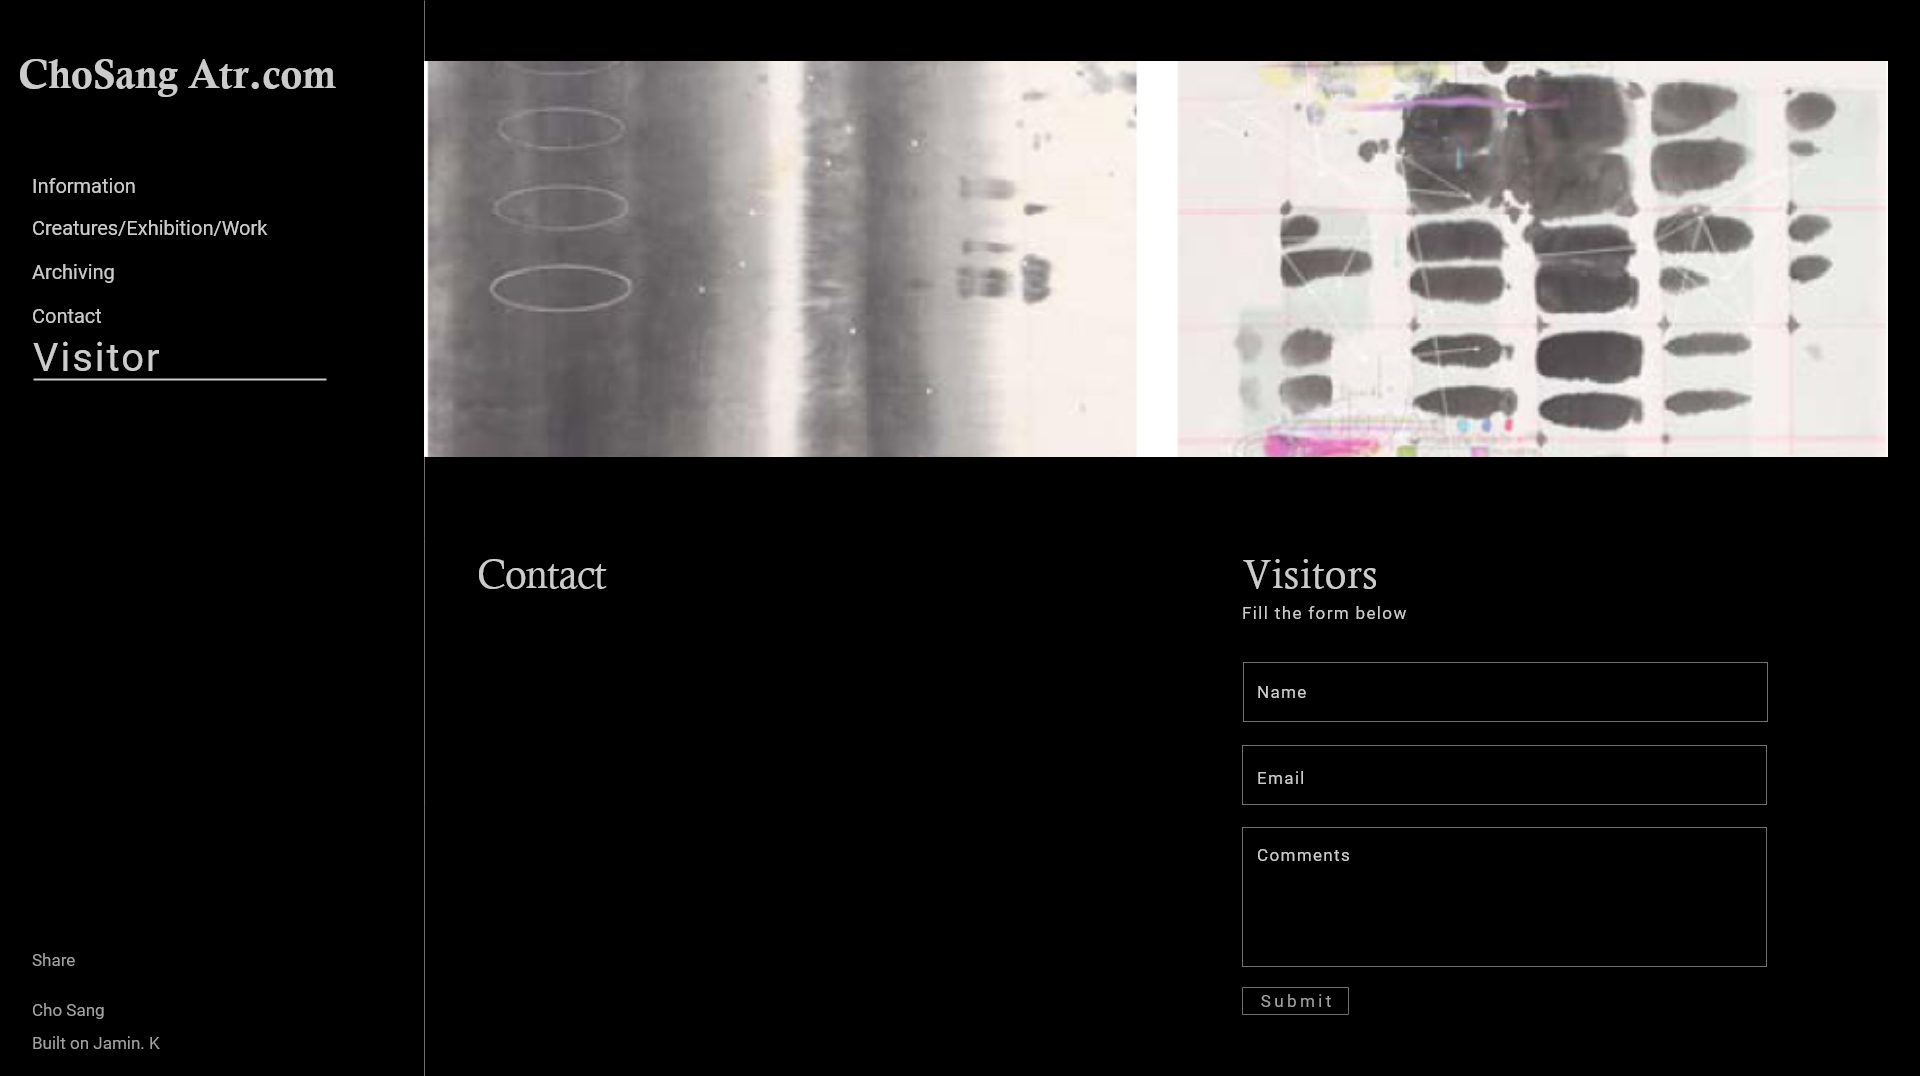 ChoSang Atr.com
Information
Creatures/Exhibition/Work
Archiving
Contact
Visitor
Share
Cho Sang
Built on Jamin. K
Contact
Visitors
Fill the form below
Name
Email
Comments
Submit